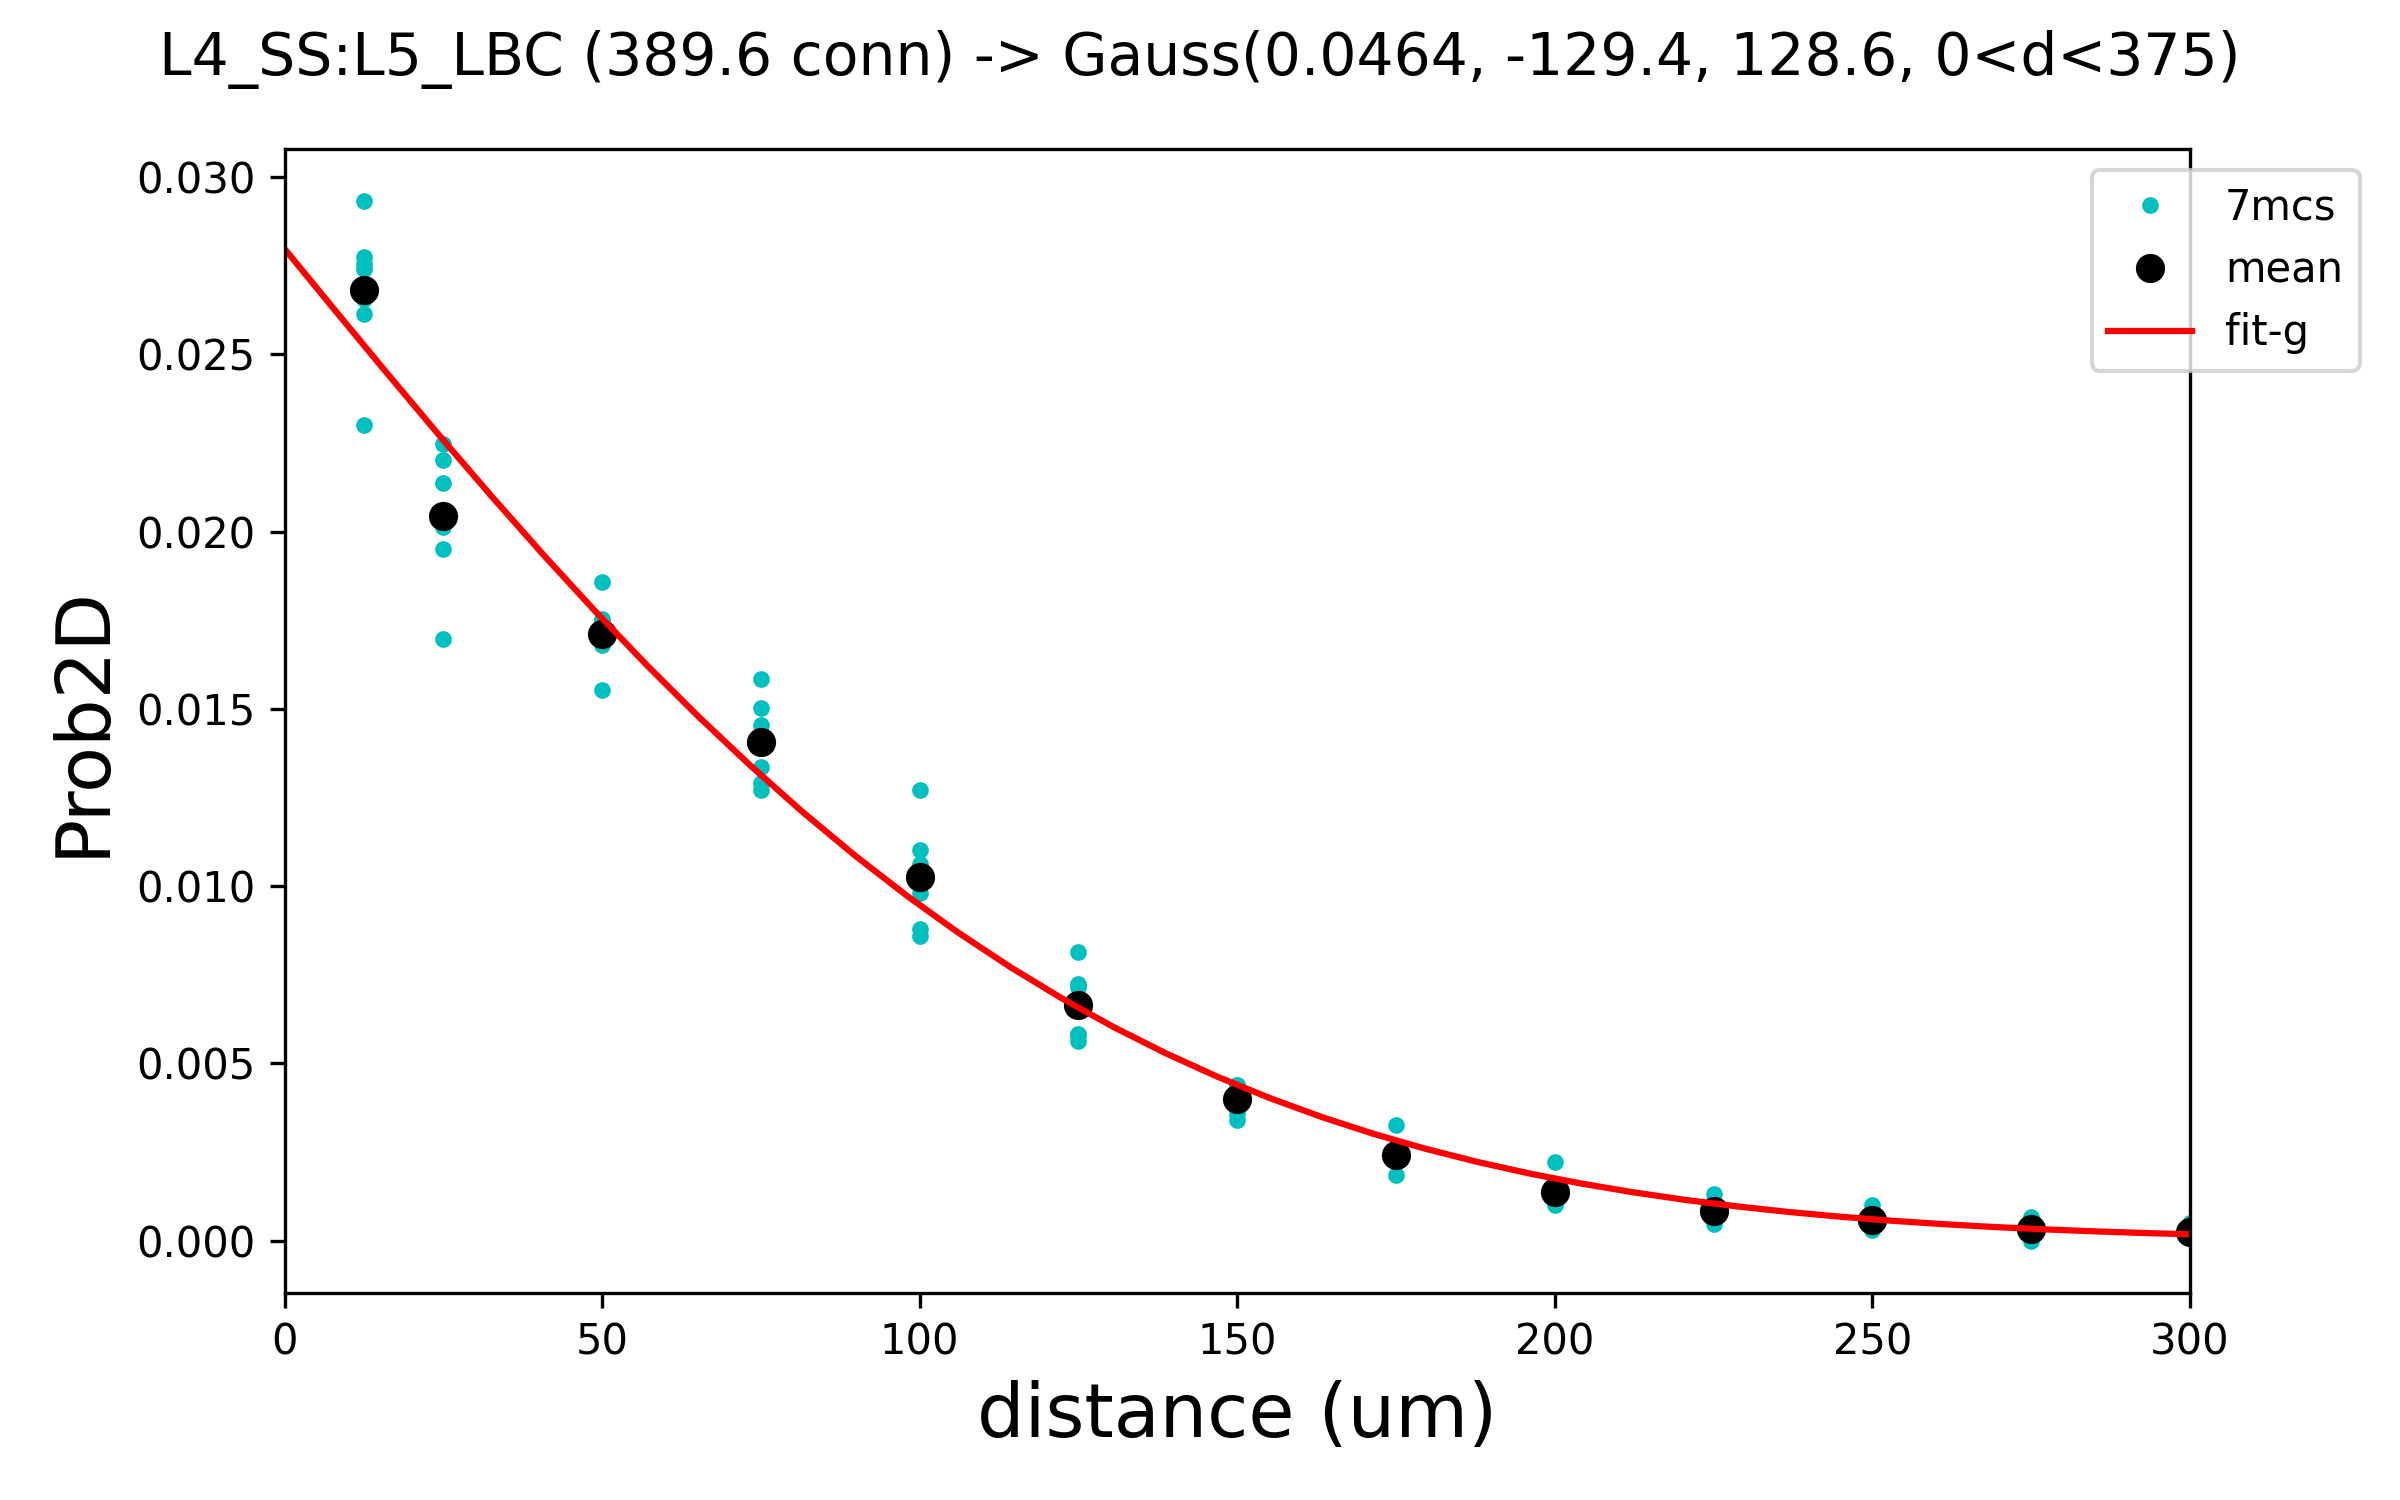 L4_SS:L5_LBC (389.6 conn) -> Gauss(0.0464, -129.4, 128.6, 0<d<375)
7mcs
mean
fit-g
Prob2D
0.030
0.025
0.020
0.015
0.010
0.005
0.000
0 50 100 150 200 250 300
distance (um)